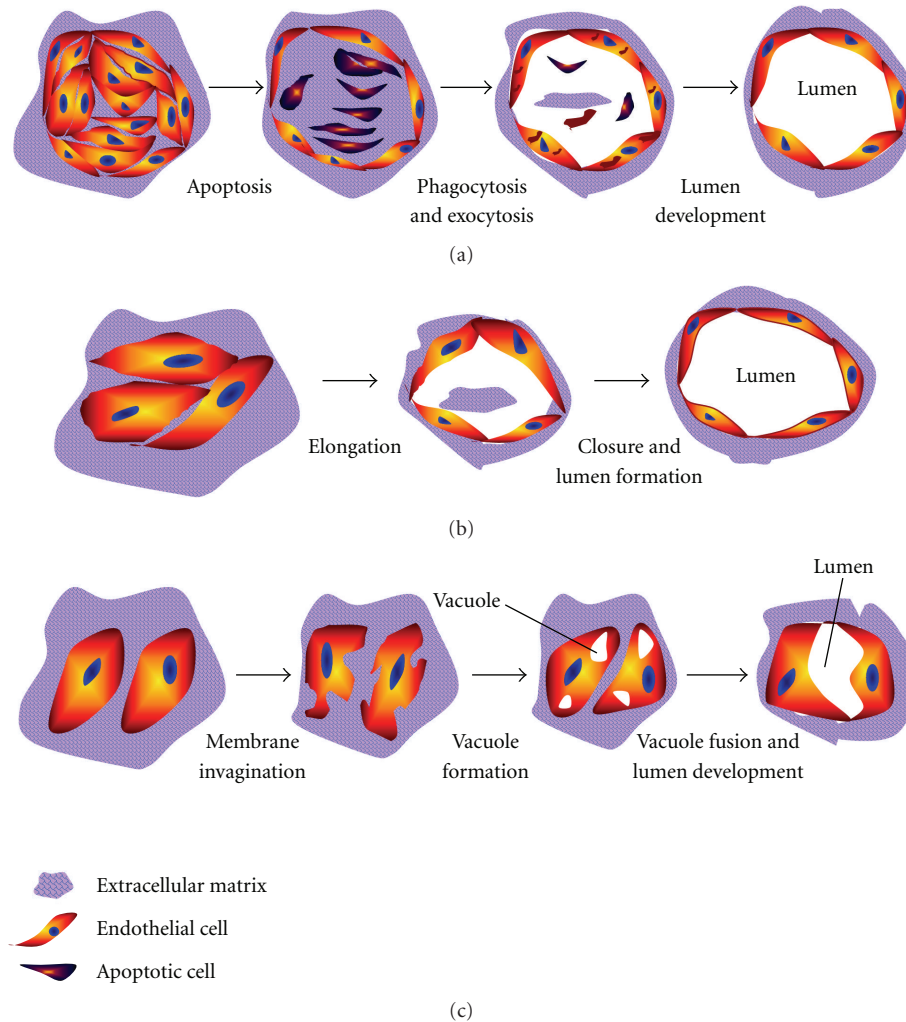 Lumen
Apoptosis
Phagocytosis
and exocytosis
Lumen
development
(a)
Lumen
Elongation
Closure and
lumen formation
(b)
Vacuole
Lumen
Membrane
invagination
Vacuole
formation
Vacuole fusion and
lumen development
Extracellular matrix
Endothelial cell
Apoptotic cell
(c)